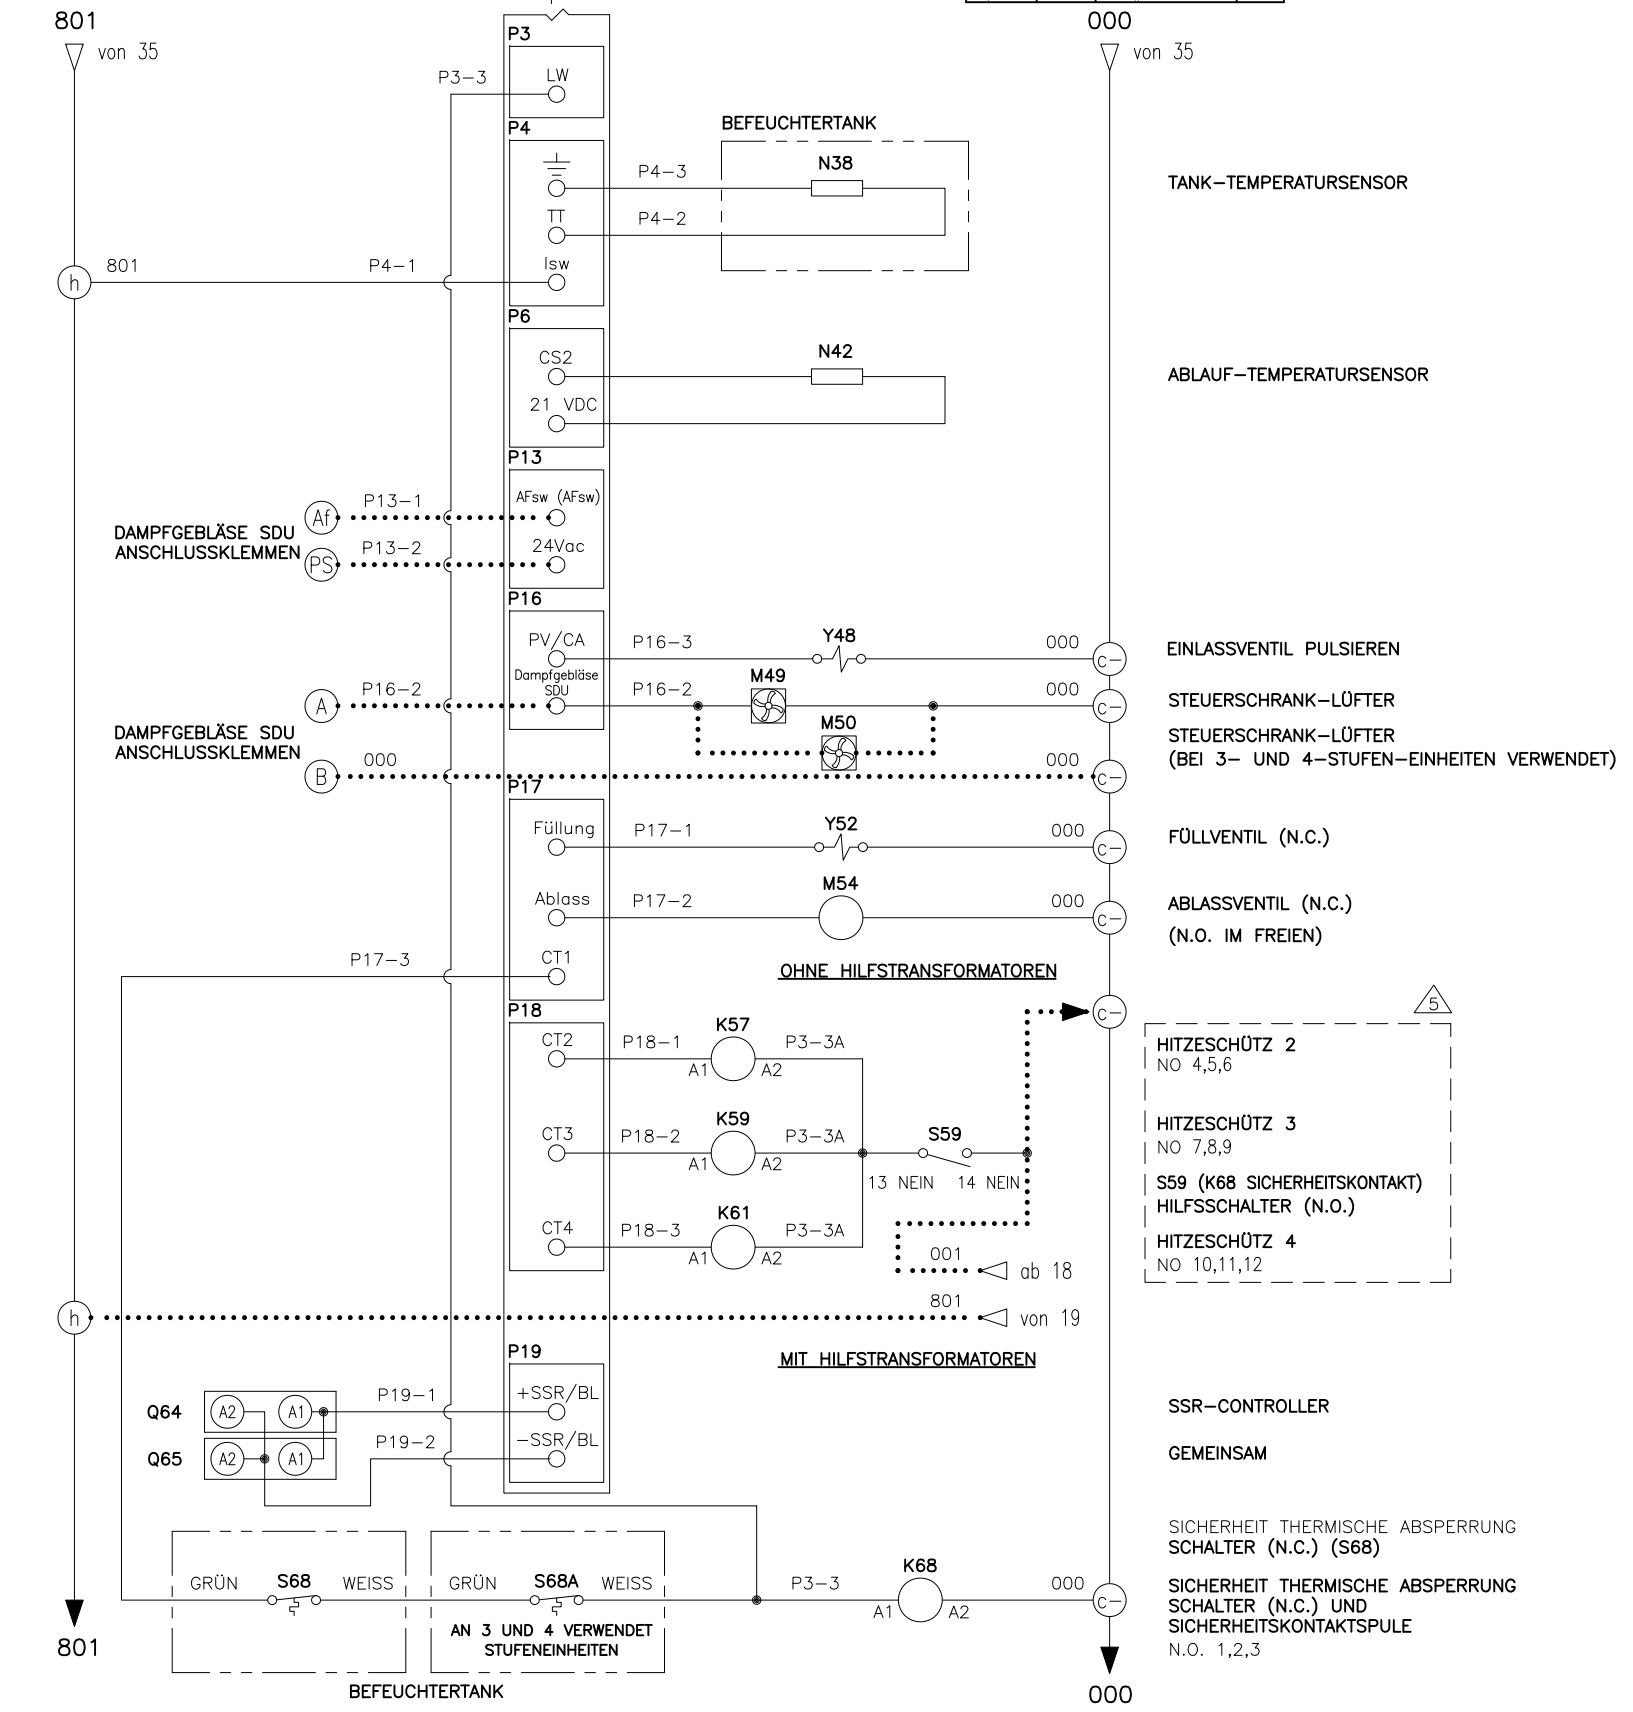 801
von 35
000
von 35
P3
LW
P3-3
P4
TT
Isw
P4-3
P4-2
BEFEUCHTERTANK
N38
TANK-TEMPERATURSENSOR
h
801
P4-1
P6
CS2
21 VDC
N42
ABLAUF-TEMPERATURSENSOR
P13
AFsw (AFsw)
24Vac
DAMPFGEBLÄSE SDU
ANSCHLUSSKLEMMEN
Af
P13-1
PS
P13-2
P16
PV/CA
Dampfgebläse
SDU
P16-3
Y48
000
c-
EINLASSVENTIL PULSIEREN
A
P16-2
P16-2
M49
000
c-
STEUERSCHRANK-LÜFTER
M50
STEUERSCHRANK-LÜFTER
(BEI 3- UND 4-STUFEN-EINHEITEN VERWENDET)
DAMPFGEBLÄSE SDU
ANSCHLUSSKLEMMEN
B
000
000
c-
P17
Füllung
P17-1
Y52
000
c-
FÜLLVENTIL (N.C.)
Ablass
P17-2
M54
000
c-
ABLASSVENTIL (N.C.)
(N.O. IM FREIEN)
P17-3
CT1
OHNE HILFSTRANSFORMATOREN
c-
5
P18
CT2
P18-1
K57
A1
A2
P3-3A
HITZESCHÜTZ 2
NO 4,5,6
CT3
P18-2
K59
A1
A2
P3-3A
S59
13 NEIN
14 NEIN
HITZESCHÜTZ 3
NO 7,8,9
S59 (K68 SICHERHEITSKONTAKT)
HILFSSCHALTER (N.O.)
CT4
P18-3
K61
A1
A2
P3-3A
HITZESCHÜTZ 4
NO 10,11,12
001
ab 18
h
801
von 19
MIT HILFSTRANSFORMATOREN
P19
+SSR/BL
-SSR/BL
Q64
A2
A1
P19-1
SSR-CONTROLLER
Q65
A2
A1
P19-2
GEMEINSAM
SICHERHEIT THERMISCHE ABSPERRUNG
SCHALTER (N.C.) (S68)
GRÜN
S68
WEISS
GRÜN
S68A
WEISS
AN 3 UND 4 VERWENDET
STUFENEINHEITEN
BEFEUCHTERTANK
P3-3
K68
A1
A2
000
c-
SICHERHEIT THERMISCHE ABSPERRUNG
SCHALTER (N.C.) UND
SICHERHEITSKONTAKTSPULE
N.O. 1,2,3
801
000